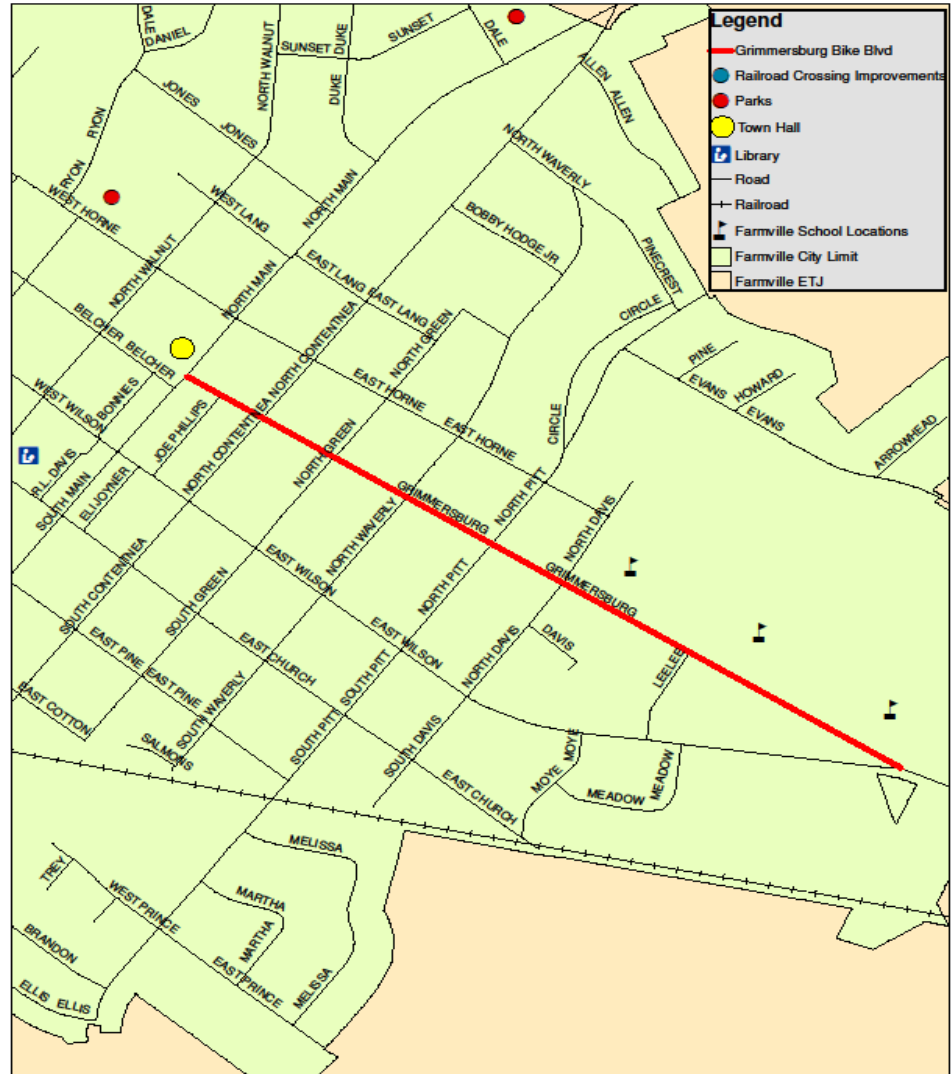 Legend
Grimmersburg Bike Blvd
Railroad Crossing Improvements
Parks
Town Hall
Library
Road
Railroad
Farmville School Locations
Farmville City Limit
Farmville ETJ
DALE
DANIEL
SUNSET
DUKE
SUNSET
DALE
NORTH WALNUT
DUKE
ALLEN
ALLEN
JONES
JONES
RYON
RYON
NORTH WAVERLY
WEST HORNE
WEST LANG
NORTH MAIN
BOBBY HODGE JR
NORTH WALNUT
NORTH MAIN
EAST LANG
EAST LANG
PINECREST
CIRCLE
BELCHER
BELCHER
NORTH CONTENTNEA
NORTH GREEN
PINE
EVANS
HOWARD
EVANS
WEST WILSON
BONNIES
JOE PHILLIPS
NORTH CONTENTNEA
EAST HORNE
EAST HORNE
CIRCLE
ARROWHEAD
R.L. DAVIS
SOUTH MAIN
ELI JOYNER
NORTH GREEN
GRIMMERSBURG
NORTH PITT
NORTH DAVIS
NORTH WAVERLY
EAST WILSON
GRIMMERSBURG
SOUTH CONTENTNEA
SOUTH GREEN
NORTH PITT
EAST PINE
EAST PINE
EAST CHURCH
EAST WILSON
NORTH DAVIS
DAVIS
LEELEE
EAST COTTON
SALMONS
SOUTH WAVERLY
SOUTH PITT
SOUTH PITT
SOUTH DAVIS
EAST CHURCH
MOYE
MOYE
MEADOW
MEADOW
MELISSA
TREY
WEST PRINCE
MARTHA
MARTHA
BRANDON
EAST PRINCE
MELISSA
ELLIS
ELLIS